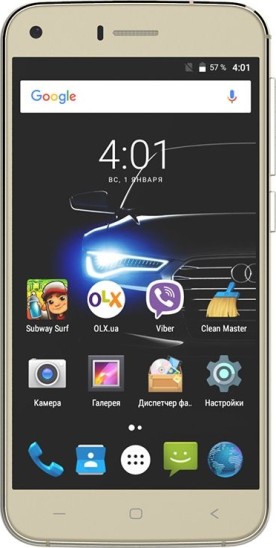 57 % 4:01
Google
4:01
ВС, 1 ЯНВАРЯ
OLX
Subway Surf OLX.ua Viber Clean Master
Камера Галерея Диспетчер фа.. Настройки